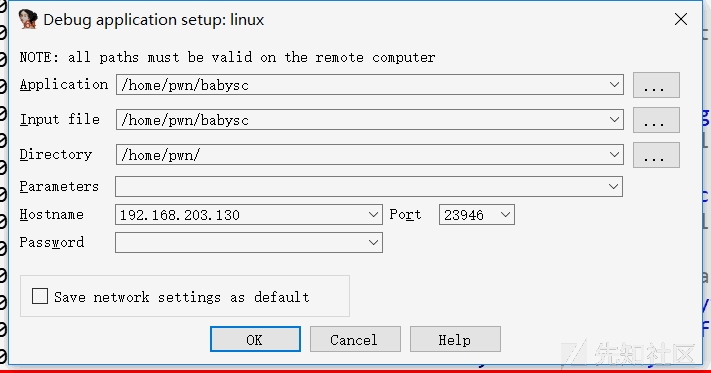 Debug application setup: linux
NOTE: all paths must be valid on the remote computer
Application /home/pwn/babysc ...
Input file /home/pwn/babysc ...
Directory /home/pwn/ ...
Parameters
Hostname 192.168.203.130 Port 23946
Password
Save network settings as default
OK Cancel Help
先知社区